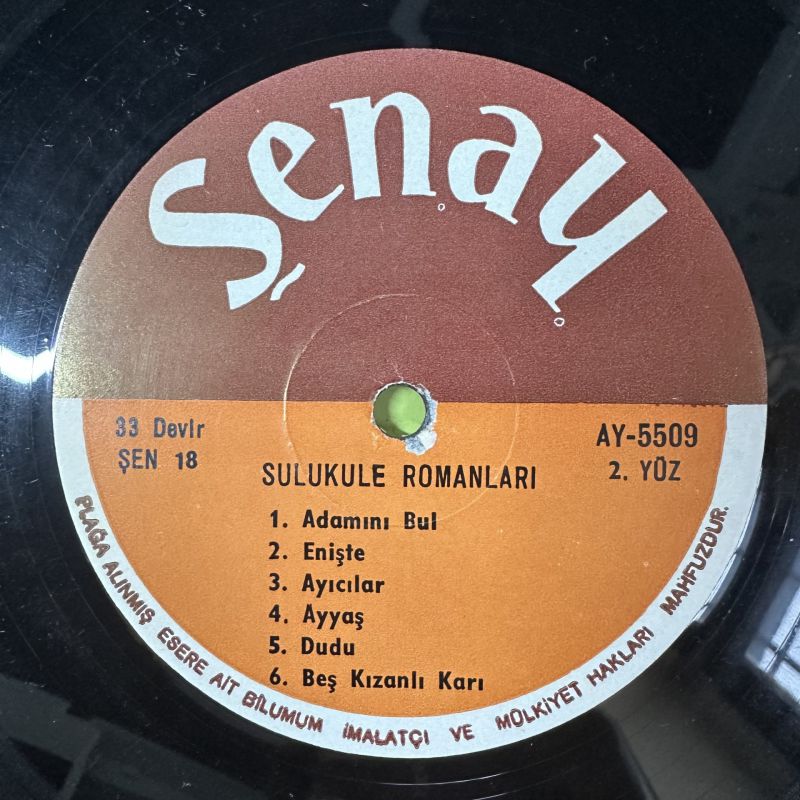 Şenay
33 Devir
ŞEN 18
AY-5509
2. YÜZ
SULUKULE ROMANLARI
1. Adamını Bul
2. Enişte
3. Ayıcılar
4. Ayyaş
5. Dudu
6. Beş Kızanlı Karı
PLAĞA ALINMIŞ ESERE AİT BİLUMUM İMALATÇI VE MÜLKİYET HAKLARI MAHFUZDUR.